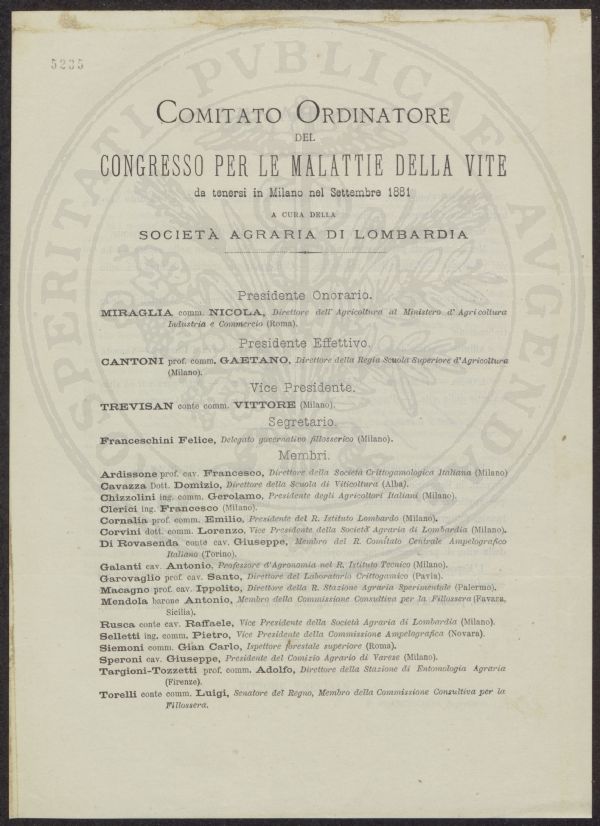 5235
PROSPERITATI PVBLICAE AVGENDAE
COMITATO ORDINATORE
DEL
CONGRESSO PER LE MALATTIE DELLA VITE
da tenersi in Milano nel Settembre 1881
A CURA DELLA
SOCIETÀ AGRARIA DI LOMBARDIA
Presidente Onorario.
MIRAGLIA comm. NICOLA, Direttore dell' Agricoltura al Ministero d' Agricoltura
Industria e Commercio (Roma).
Presidente Effettivo.
CANTONI prof. comm. GAETANO, Direttore della Regia Scuola Superiore d'Agricoltura
(Milano).
Vice Presidente.
TREVISAN conte comm. VITTORE (Milano).
Segretario.
Franceschini Felice, Delegato governativo fillosserico (Milano).
Membri.
Ardissone prof. cav. Francesco, Direttore della Società Crittogamologica Italiana (Milano)
Cavazza Dott. Domizio, Direttore della Scuola di Viticoltura (Alba).
Chizzolini ing. comm. Gerolamo, Presidente degli Agricoltori Italiani (Milano).
Clerici ing. Francesco (Milano).
Cornalia prof. comm. Emilio, Presidente del R. Istituto Lombardo (Milano).
Corvini dott. comm. Lorenzo, Vice Presidente della Società Agraria di Lombardia (Milano).
Di Rovasenda conte cav. Giuseppe, Membro del R. Comitato Centrale Ampelografico
Italiano (Torino).
Galanti cav. Antonio, Professore d'Agronomia nel R. Istituto Tecnico (Milano).
Garovaglio prof. cav. Santo, Direttore del Laboratorio Crittogamico (Pavia).
Macagno prof. cav. Ippolito, Direttore della R. Stazione Agraria Sperimentale (Palermo).
Mendola barone Antonio, Membro della Commissione Consultiva per la Fillossera (Favara,
Sicilia).
Rusca conte cav. Raffaele, Vice Presidente della Società Agraria di Lombardia (Milano).
Selletti ing. comm. Pietro, Vice Presidente della Commissione Ampelografica (Novara).
Siemoni comm. Gian Carlo, Ispettore forestale superiore (Roma).
Speroni cav. Giuseppe, Presidente del Comizio Agrario di Varese (Milano).
Targioni-Tozzetti prof. comm. Adolfo, Direttore della Stazione di Entomologia Agraria
(Firenze).
Torelli conte comm. Luigi, Senatore del Regno, Membro della Commissione Consultiva per la
Fillossera.